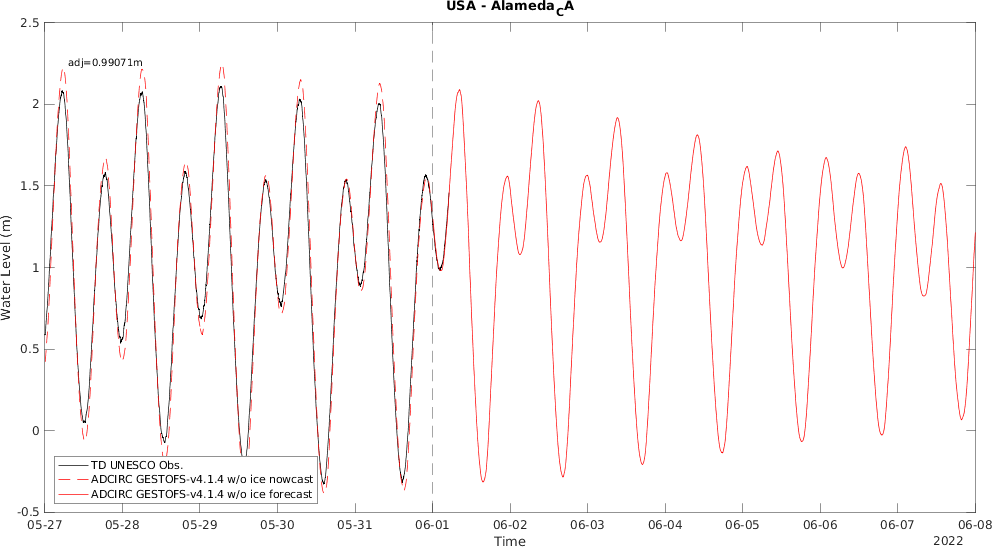 USA - Alameda_CA
2.5
adj=0.99071m
2
1.5
1
0.5
0
-0.5
Water Level (m)
TD UNESCO Obs.
ADCIRC GESTOFS-v4.1.4 w/o ice nowcast
ADCIRC GESTOFS-v4.1.4 w/o ice forecast
05-27 05-28 05-29 05-30 05-31 06-01 06-02 06-03 06-04 06-05 06-06 06-07 06-08
Time
2022